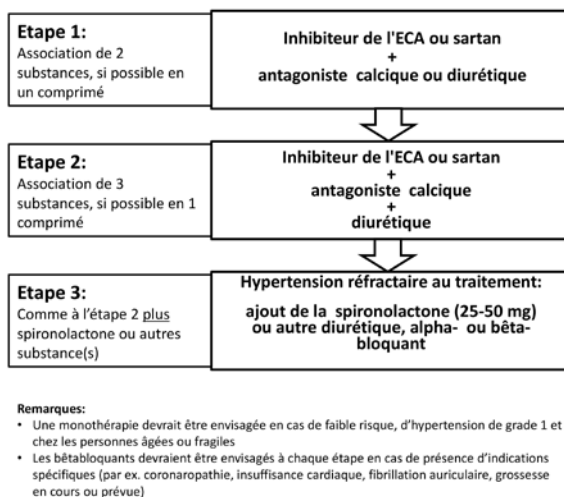 Etape 1:
Association de 2
substances, si possible en
un comprimé
Inhibiteur de l'ECA ou sartan
+
antagoniste calcique ou diurétique
Etape 2:
Association de 3
substances, si possible en 1
comprimé
Inhibiteur de l'ECA ou sartan
+
antagoniste calcique
+
diurétique
Etape 3:
Comme à l'étape 2 plus
spironolactone ou autres
substance(s)
Hypertension réfractaire au traitement:
ajout de la spironolactone (25-50 mg)
ou autre diurétique, alpha- ou bêta-
bloquant
Remarques:
• Une monothérapie devrait être envisagée en cas de faible risque, d'hypertension de grade 1 et
chez les personnes âgées ou fragiles
• Les bêtabloquants devraient être envisagés à chaque étape en cas de présence d'indications
spécifiques (par ex. coronaropathie, insuffisance cardiaque, fibrillation auriculaire, grossesse
en cours ou prévue)